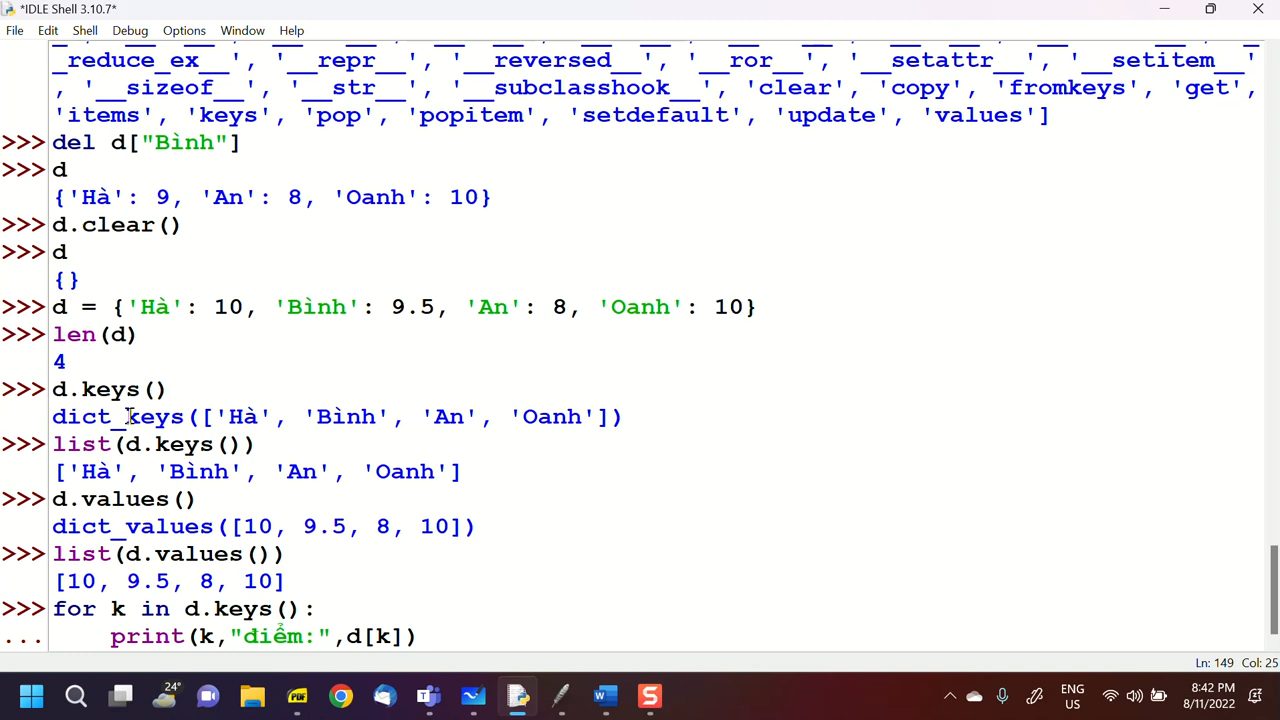 *IDLE Shell 3.10.7*
File Edit Shell Debug Options Window Help
_reduce_ex__', '__repr__', '__reversed__', '__ror__', '__setattr__', '__setitem__'
, '__sizeof__', '__str__', '__subclasshook__', 'clear', 'copy', 'fromkeys', 'get',
'items', 'keys', 'pop', 'popitem', 'setdefault', 'update', 'values']
>>> del d["Bình"]
>>> d
{'Hà': 9, 'An': 8, 'Oanh': 10}
>>> d.clear()
>>> d
{}
>>> d = {'Hà': 10, 'Bình': 9.5, 'An': 8, 'Oanh': 10}
>>> len(d)
4
>>> d.keys()
dict_keys(['Hà', 'Bình', 'An', 'Oanh'])
>>> list(d.keys())
['Hà', 'Bình', 'An', 'Oanh']
>>> d.values()
dict_values([10, 9.5, 8, 10])
>>> list(d.values())
[10, 9.5, 8, 10]
>>> for k in d.keys():
... print(k,"điểm:",d[k])
Ln: 149 Col: 25
24°
PDF
ENG
US
8:42 PM
8/11/2022